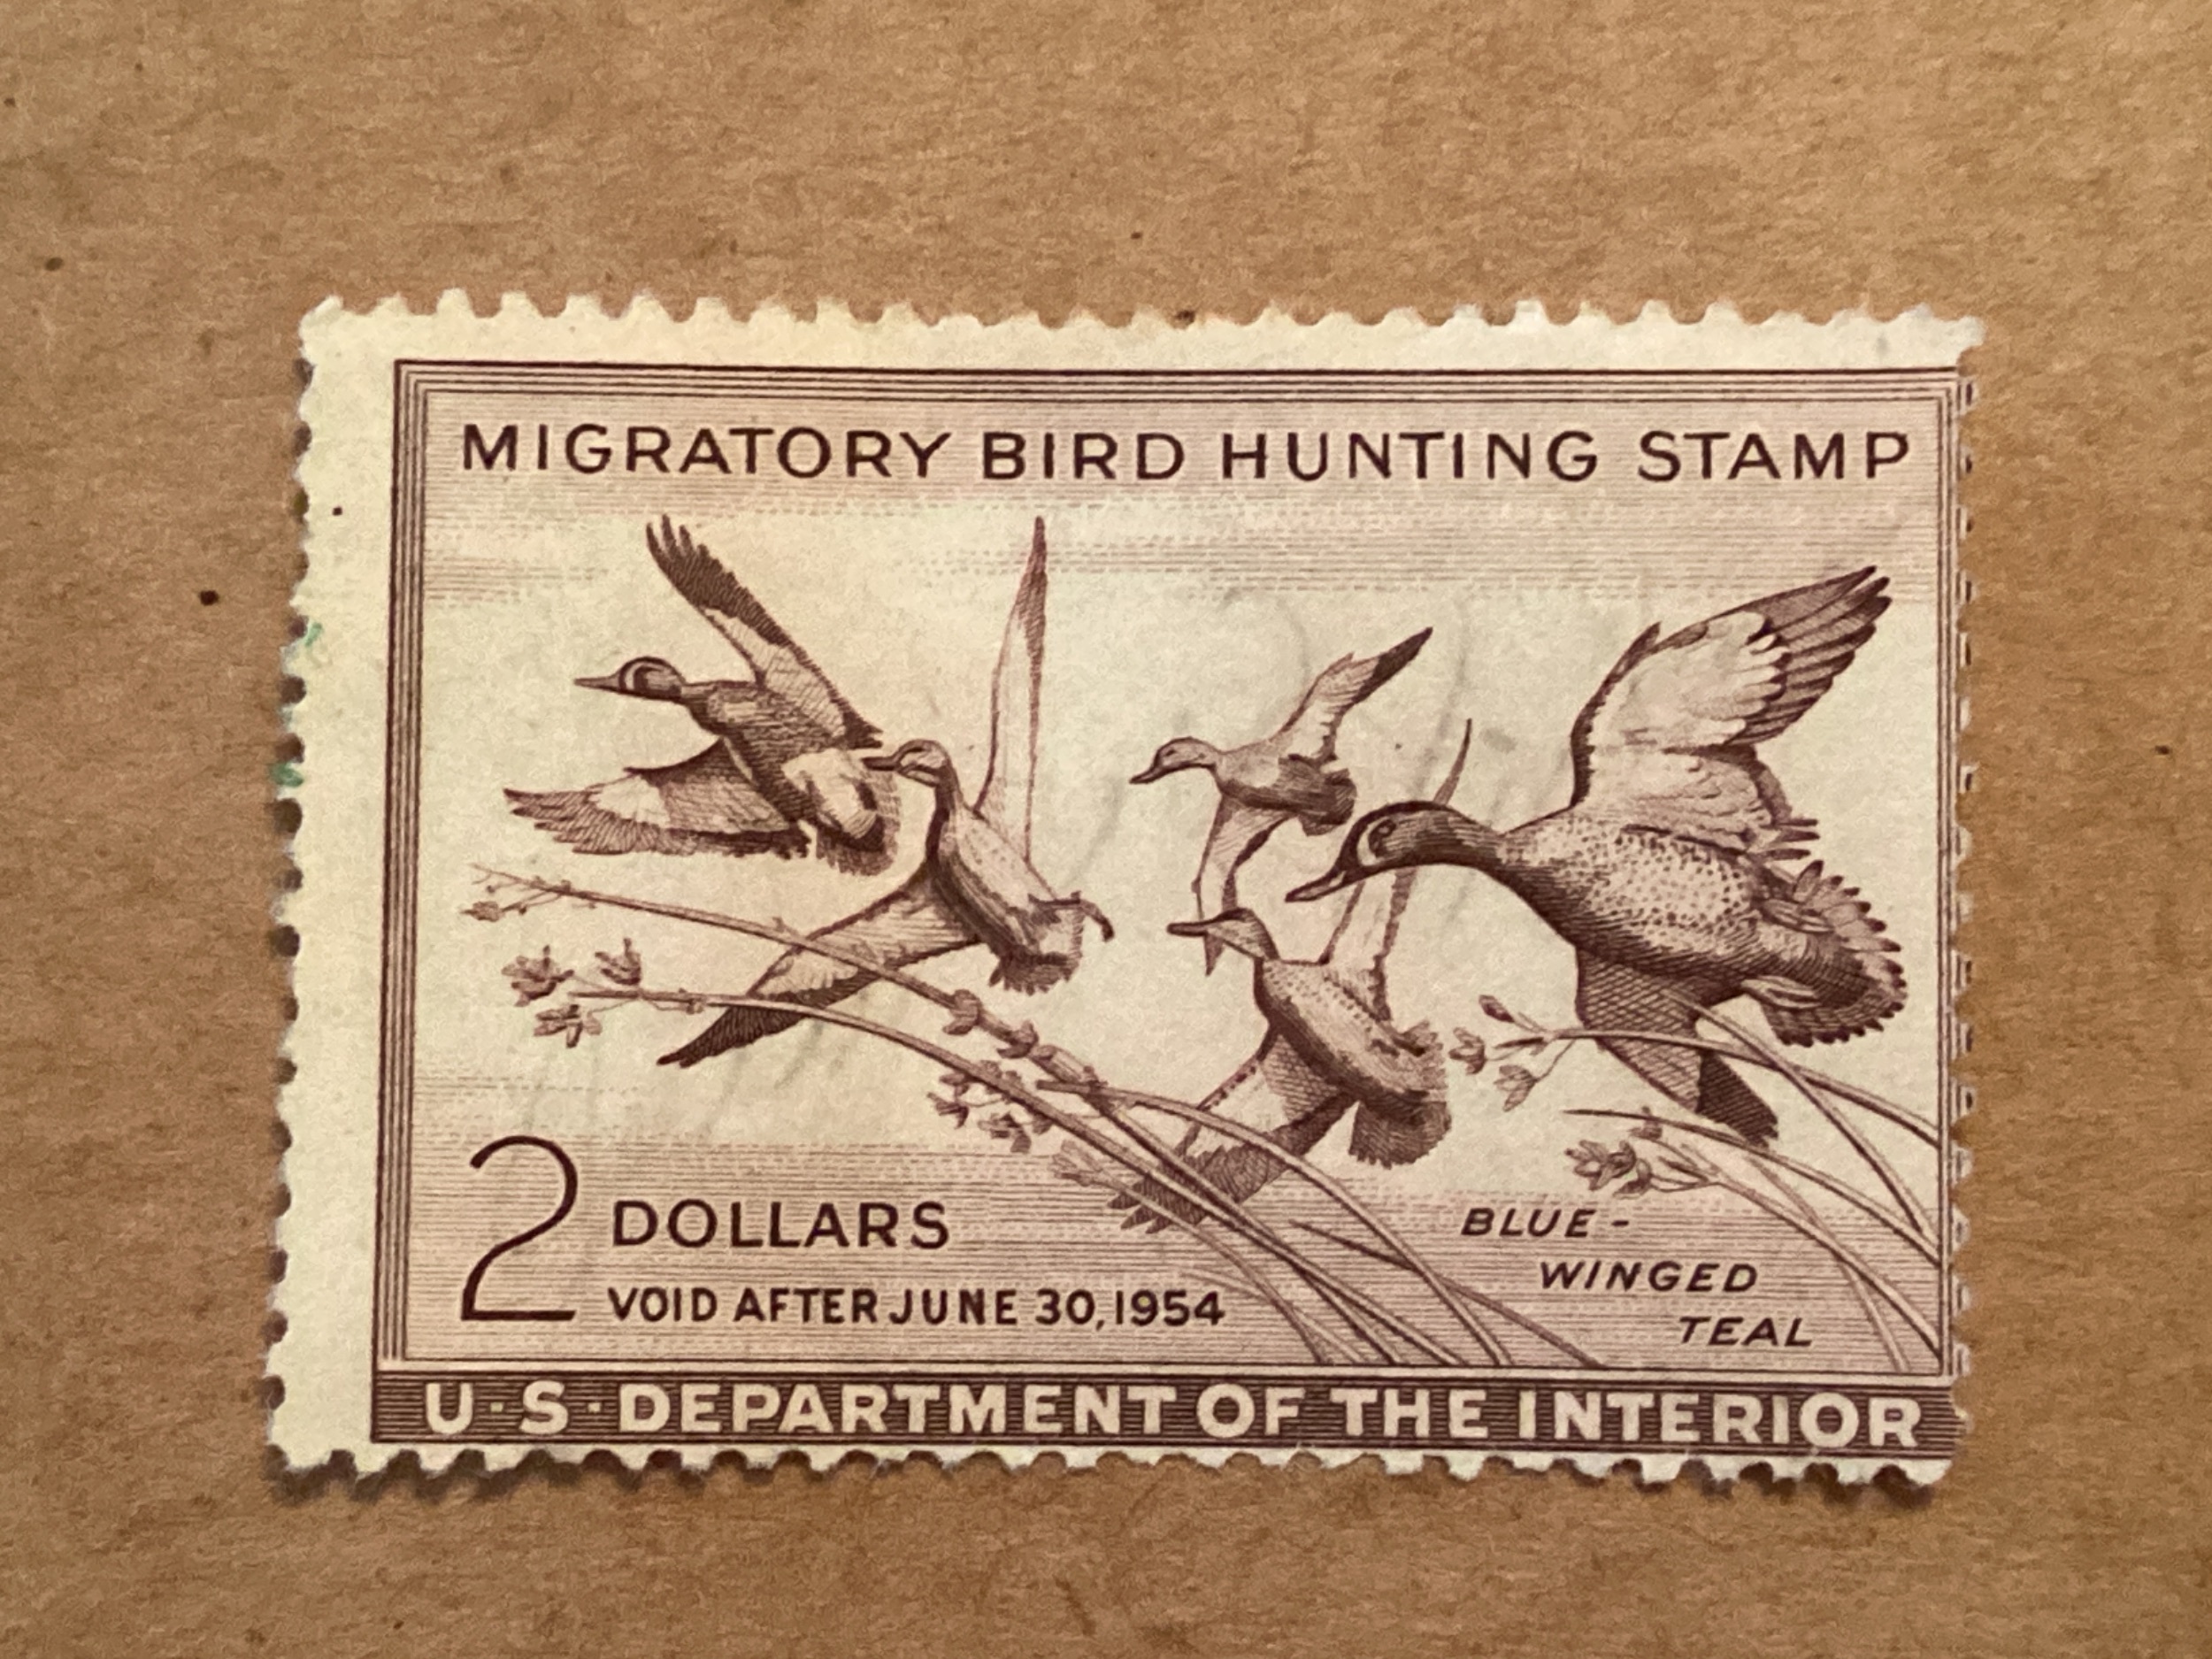 MIGRATORY BIRD HUNTING STAMP
2 DOLLARS
VOID AFTER JUNE 30, 1954
BLUE-
WINGED
TEAL
U·S·DEPARTMENT OF THE INTERIOR